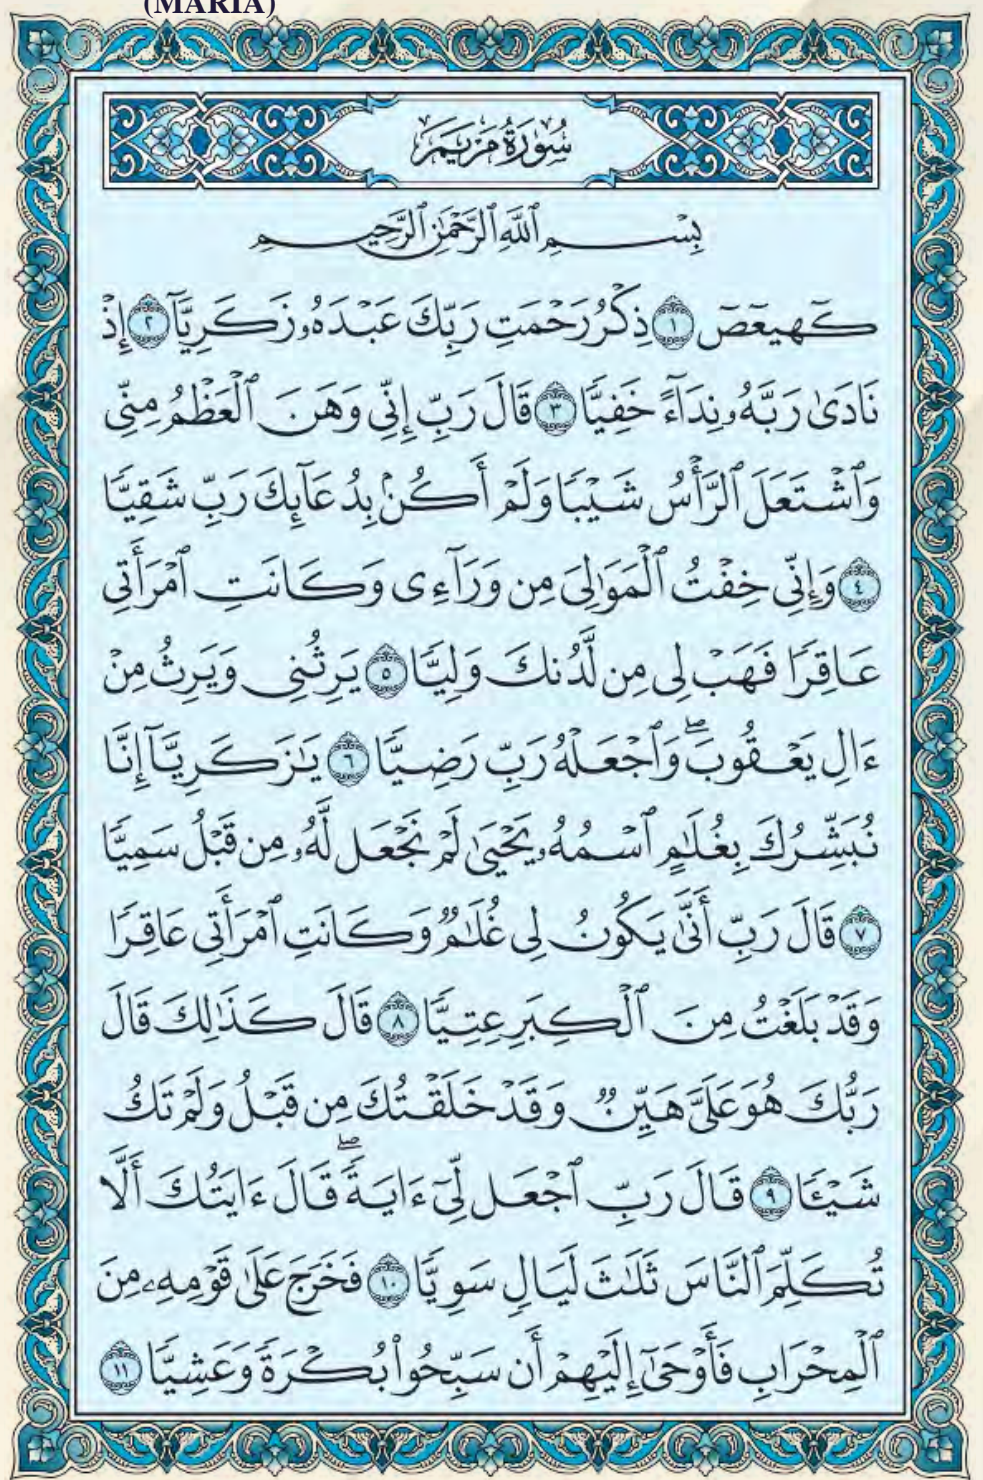 (MARIA)
سُورَةُ مَرْيَمَ
بِسْمِ ٱللَّهِ ٱلرَّحْمَٰنِ ٱلرَّحِيمِ
كٓهيعٓصٓ ١ ذِكْرُ رَحْمَتِ رَبِّكَ عَبْدَهُۥ زَكَرِيَّآ ٢ إِذْ
نَادَىٰ رَبَّهُۥ نِدَآءً خَفِيًّا ٣ قَالَ رَبِّ إِنِّى وَهَنَ ٱلْعَظْمُ مِنِّى
وَٱشْتَعَلَ ٱلرَّأْسُ شَيْبًا وَلَمْ أَكُنۢ بِدُعَآئِكَ رَبِّ شَقِيًّا
٤ وَإِنِّى خِفْتُ ٱلْمَوَٰلِىَ مِن وَرَآءِى وَكَانَتِ ٱمْرَأَتِى
عَاقِرًا فَهَبْ لِى مِن لَّدُنكَ وَلِيًّا ٥ يَرِثُنِى وَيَرِثُ مِنْ
ءَالِ يَعْقُوبَ ۖ وَٱجْعَلْهُ رَبِّ رَضِيًّا ٦ يَٰزَكَرِيَّآ إِنَّا
نُبَشِّرُكَ بِغُلَٰمٍ ٱسْمُهُۥ يَحْيَىٰ لَمْ نَجْعَل لَّهُۥ مِن قَبْلُ سَمِيًّا
٧ قَالَ رَبِّ أَنَّىٰ يَكُونُ لِى غُلَٰمٌ وَكَانَتِ ٱمْرَأَتِى عَاقِرًا
وَقَدْ بَلَغْتُ مِنَ ٱلْكِبَرِ عِتِيًّا ٨ قَالَ كَذَٰلِكَ قَالَ
رَبُّكَ هُوَ عَلَىَّ هَيِّنٌ وَقَدْ خَلَقْتُكَ مِن قَبْلُ وَلَمْ تَكُ
شَيْـًٔا ٩ قَالَ رَبِّ ٱجْعَل لِّىٓ ءَايَةً ۖ قَالَ ءَايَتُكَ أَلَّا
تُكَلِّمَ ٱلنَّاسَ ثَلَٰثَ لَيَالٍ سَوِيًّا ١٠ فَخَرَجَ عَلَىٰ قَوْمِهِۦ مِنَ
ٱلْمِحْرَابِ فَأَوْحَىٰٓ إِلَيْهِمْ أَن سَبِّحُوا۟ بُكْرَةً وَعَشِيًّا ١١